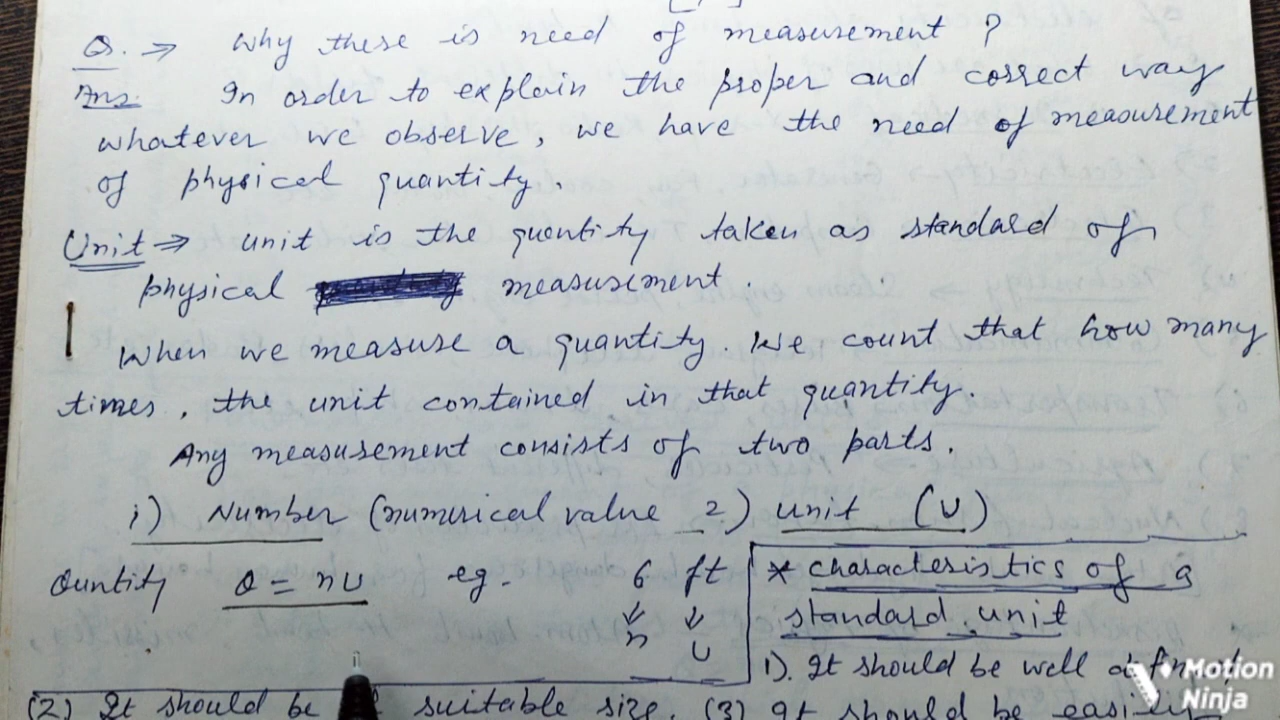 Q. ⇒ Why these is need of measurement ?
Ans. In order to explain the proper and correct way
whatever we observe, we have the need of measurement
of physical quantity.
Unit ⇒ unit is the quantity taken as standard of
physical measurement.
When we measure a quantity. We count that how many
times, the unit contained in that quantity.
Any measurement consists of two parts.
i) Number (numerical value 2) unit (U)
Quntity Q = nU eg. 6 ft
n U
* characteristics of a
standard unit
1). It should be well defined
(2) It should be suitable size. (3) It should be easily
Motion
Ninja